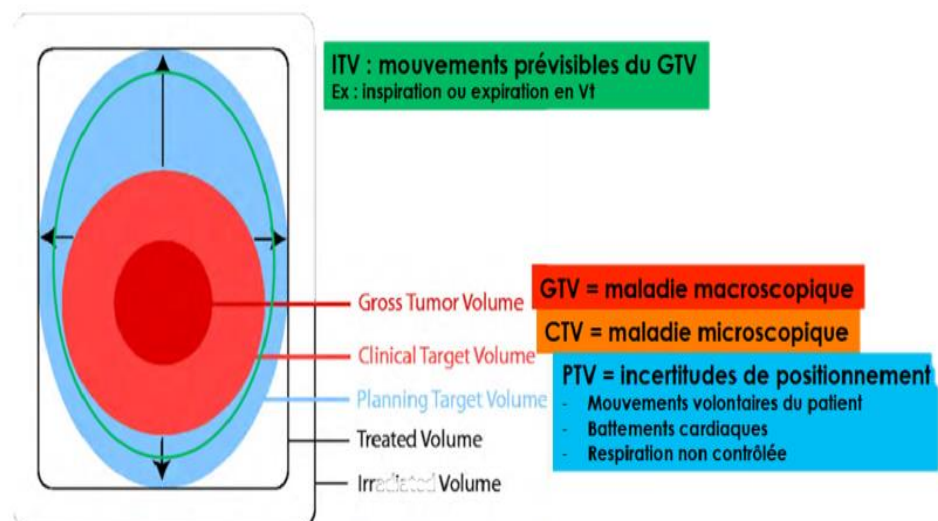 ITV : mouvements prévisibles du GTV
Ex : inspiration ou expiration en Vt
Gross Tumor Volume
GTV = maladie macroscopique
Clinical Target Volume
CTV = maladie microscopique
Planning Target Volume
PTV = incertitudes de positionnement
- Mouvements volontaires du patient
- Battements cardiaques
- Respiration non contrôlée
Treated Volume
Irradiated Volume